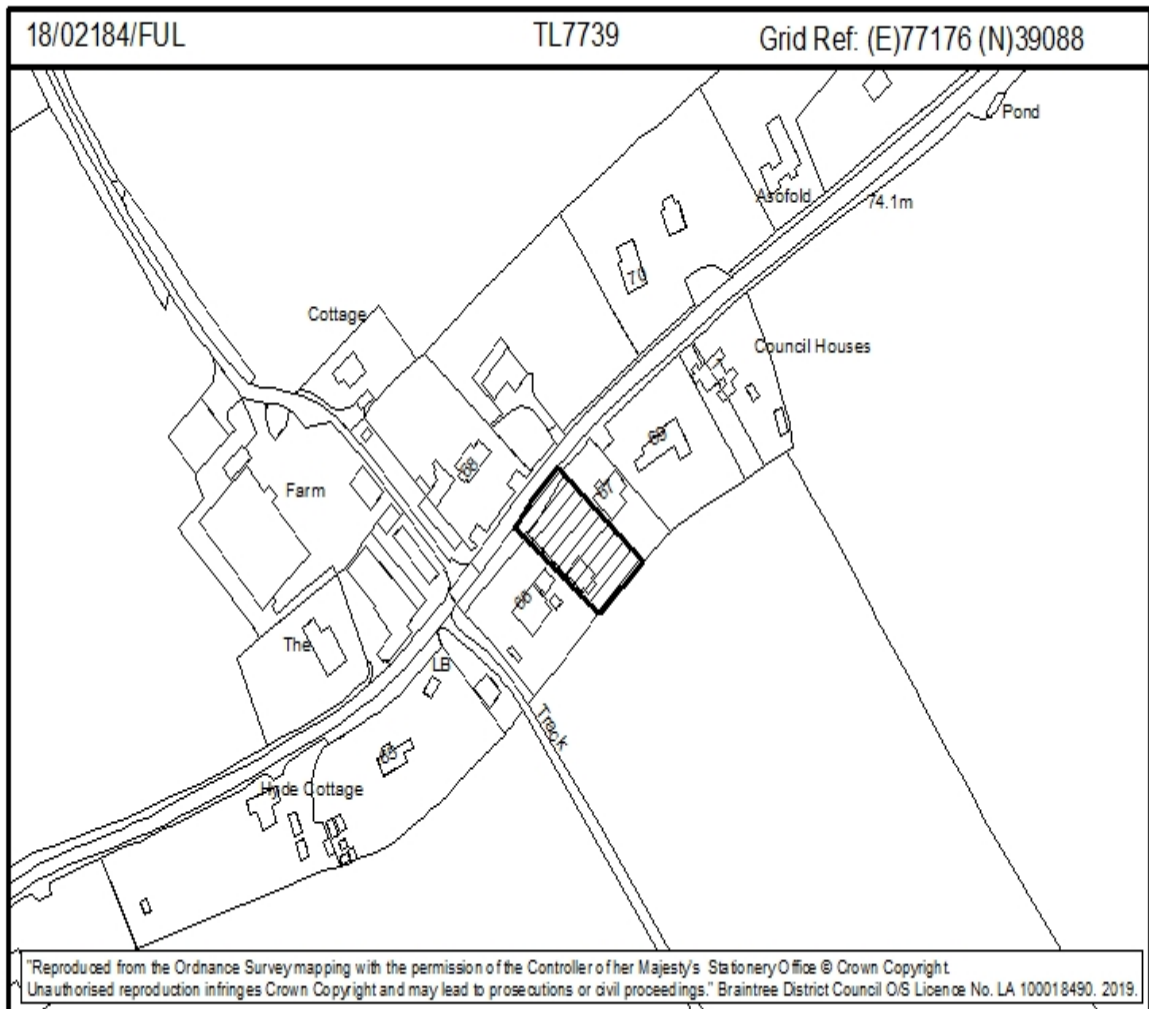 18/02184/FUL TL7739 Grid Ref: (E)77176 (N)39088
Pond
Asofold
74.1m
70
Cottage
Council Houses
69
68
67
Farm
66
The
LB
Track
65
Hyde Cottage
"Reproduced from the Ordnance Survey mapping with the permission of the Controller of her Majesty's Stationery Office © Crown Copyright.
Unauthorised reproduction infringes Crown Copyright and may lead to prosecutions or civil proceedings." Braintree District Council O/S Licence No. LA 100018490. 2019.